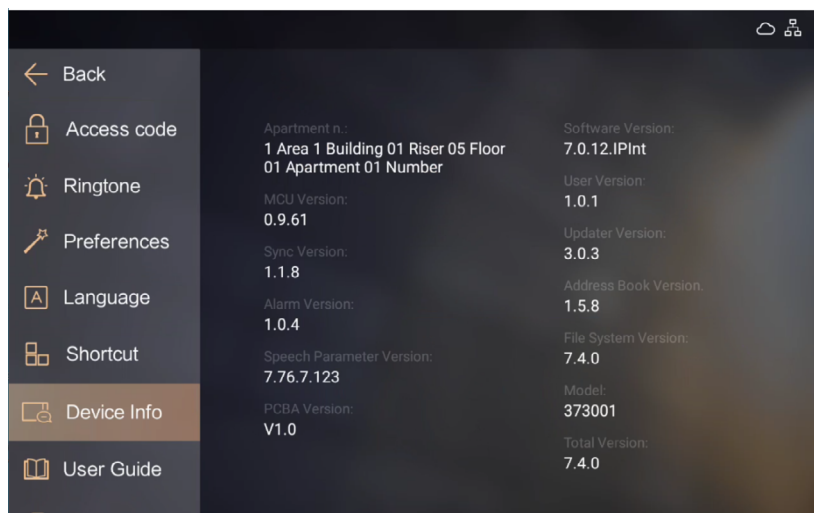 Back
Access code
Ringtone
Preferences
A Language
Shortcut
Device Info
User Guide
Apartment n.:
1 Area 1 Building 01 Riser 05 Floor
01 Apartment 01 Number
MCU Version:
0.9.61
Sync Version:
1.1.8
Alarm Version:
1.0.4
Speech Parameter Version:
7.76.7.123
PCBA Version:
V1.0
Software Version:
7.0.12.IPInt
User Version:
1.0.1
Updater Version:
3.0.3
Address Book Version.
1.5.8
File System Version:
7.4.0
Model:
373001
Total Version:
7.4.0